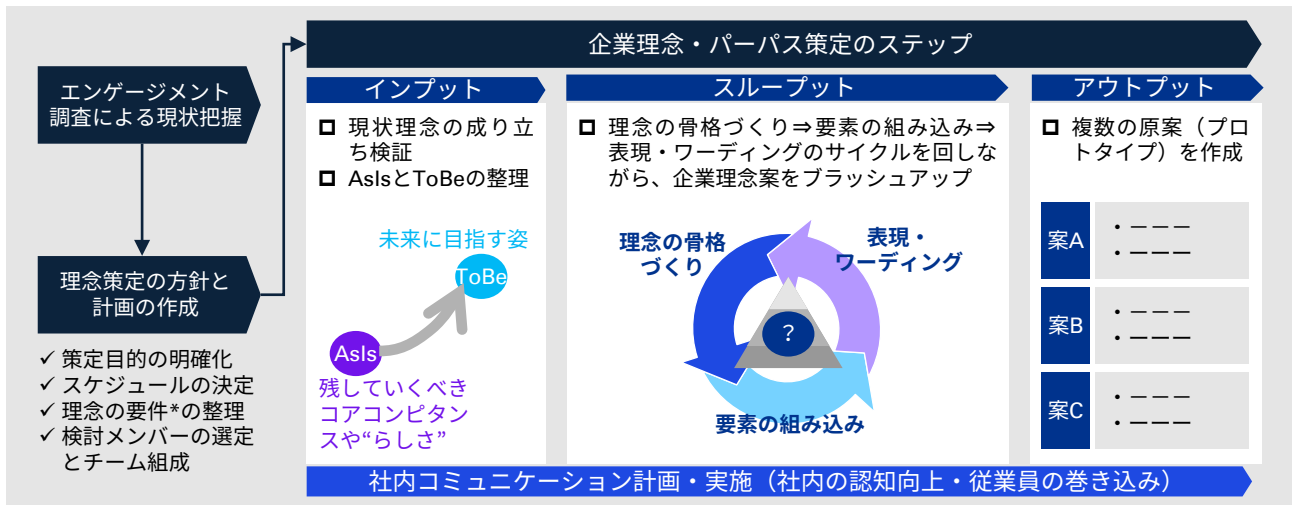 企業理念・パーパス策定のステップ
エンゲージメント
調査による現状把握
理念策定の方針と
計画の作成
✓ 策定目的の明確化
✓ スケジュールの決定
✓ 理念の要件*の整理
✓ 検討メンバーの選定
とチーム組成
インプット
現状理念の成り立
ち検証
AsIsとToBeの整理
未来に目指す姿
ToBe
AsIs
残していくべき
コアコンピタン
スや“らしさ”
スループット
理念の骨格づくり⇒要素の組み込み⇒
表現・ワーディングのサイクルを回しな
がら、企業理念案をブラッシュアップ
理念の骨格
づくり
表現・
ワーディング
?
要素の組み込み
アウトプット
複数の原案（プロ
トタイプ）を作成
案A
・ーーー
・ーーー
案B
・ーーー
・ーーー
案C
・ーーー
・ーーー
社内コミュニケーション計画・実施（社内の認知向上・従業員の巻き込み）